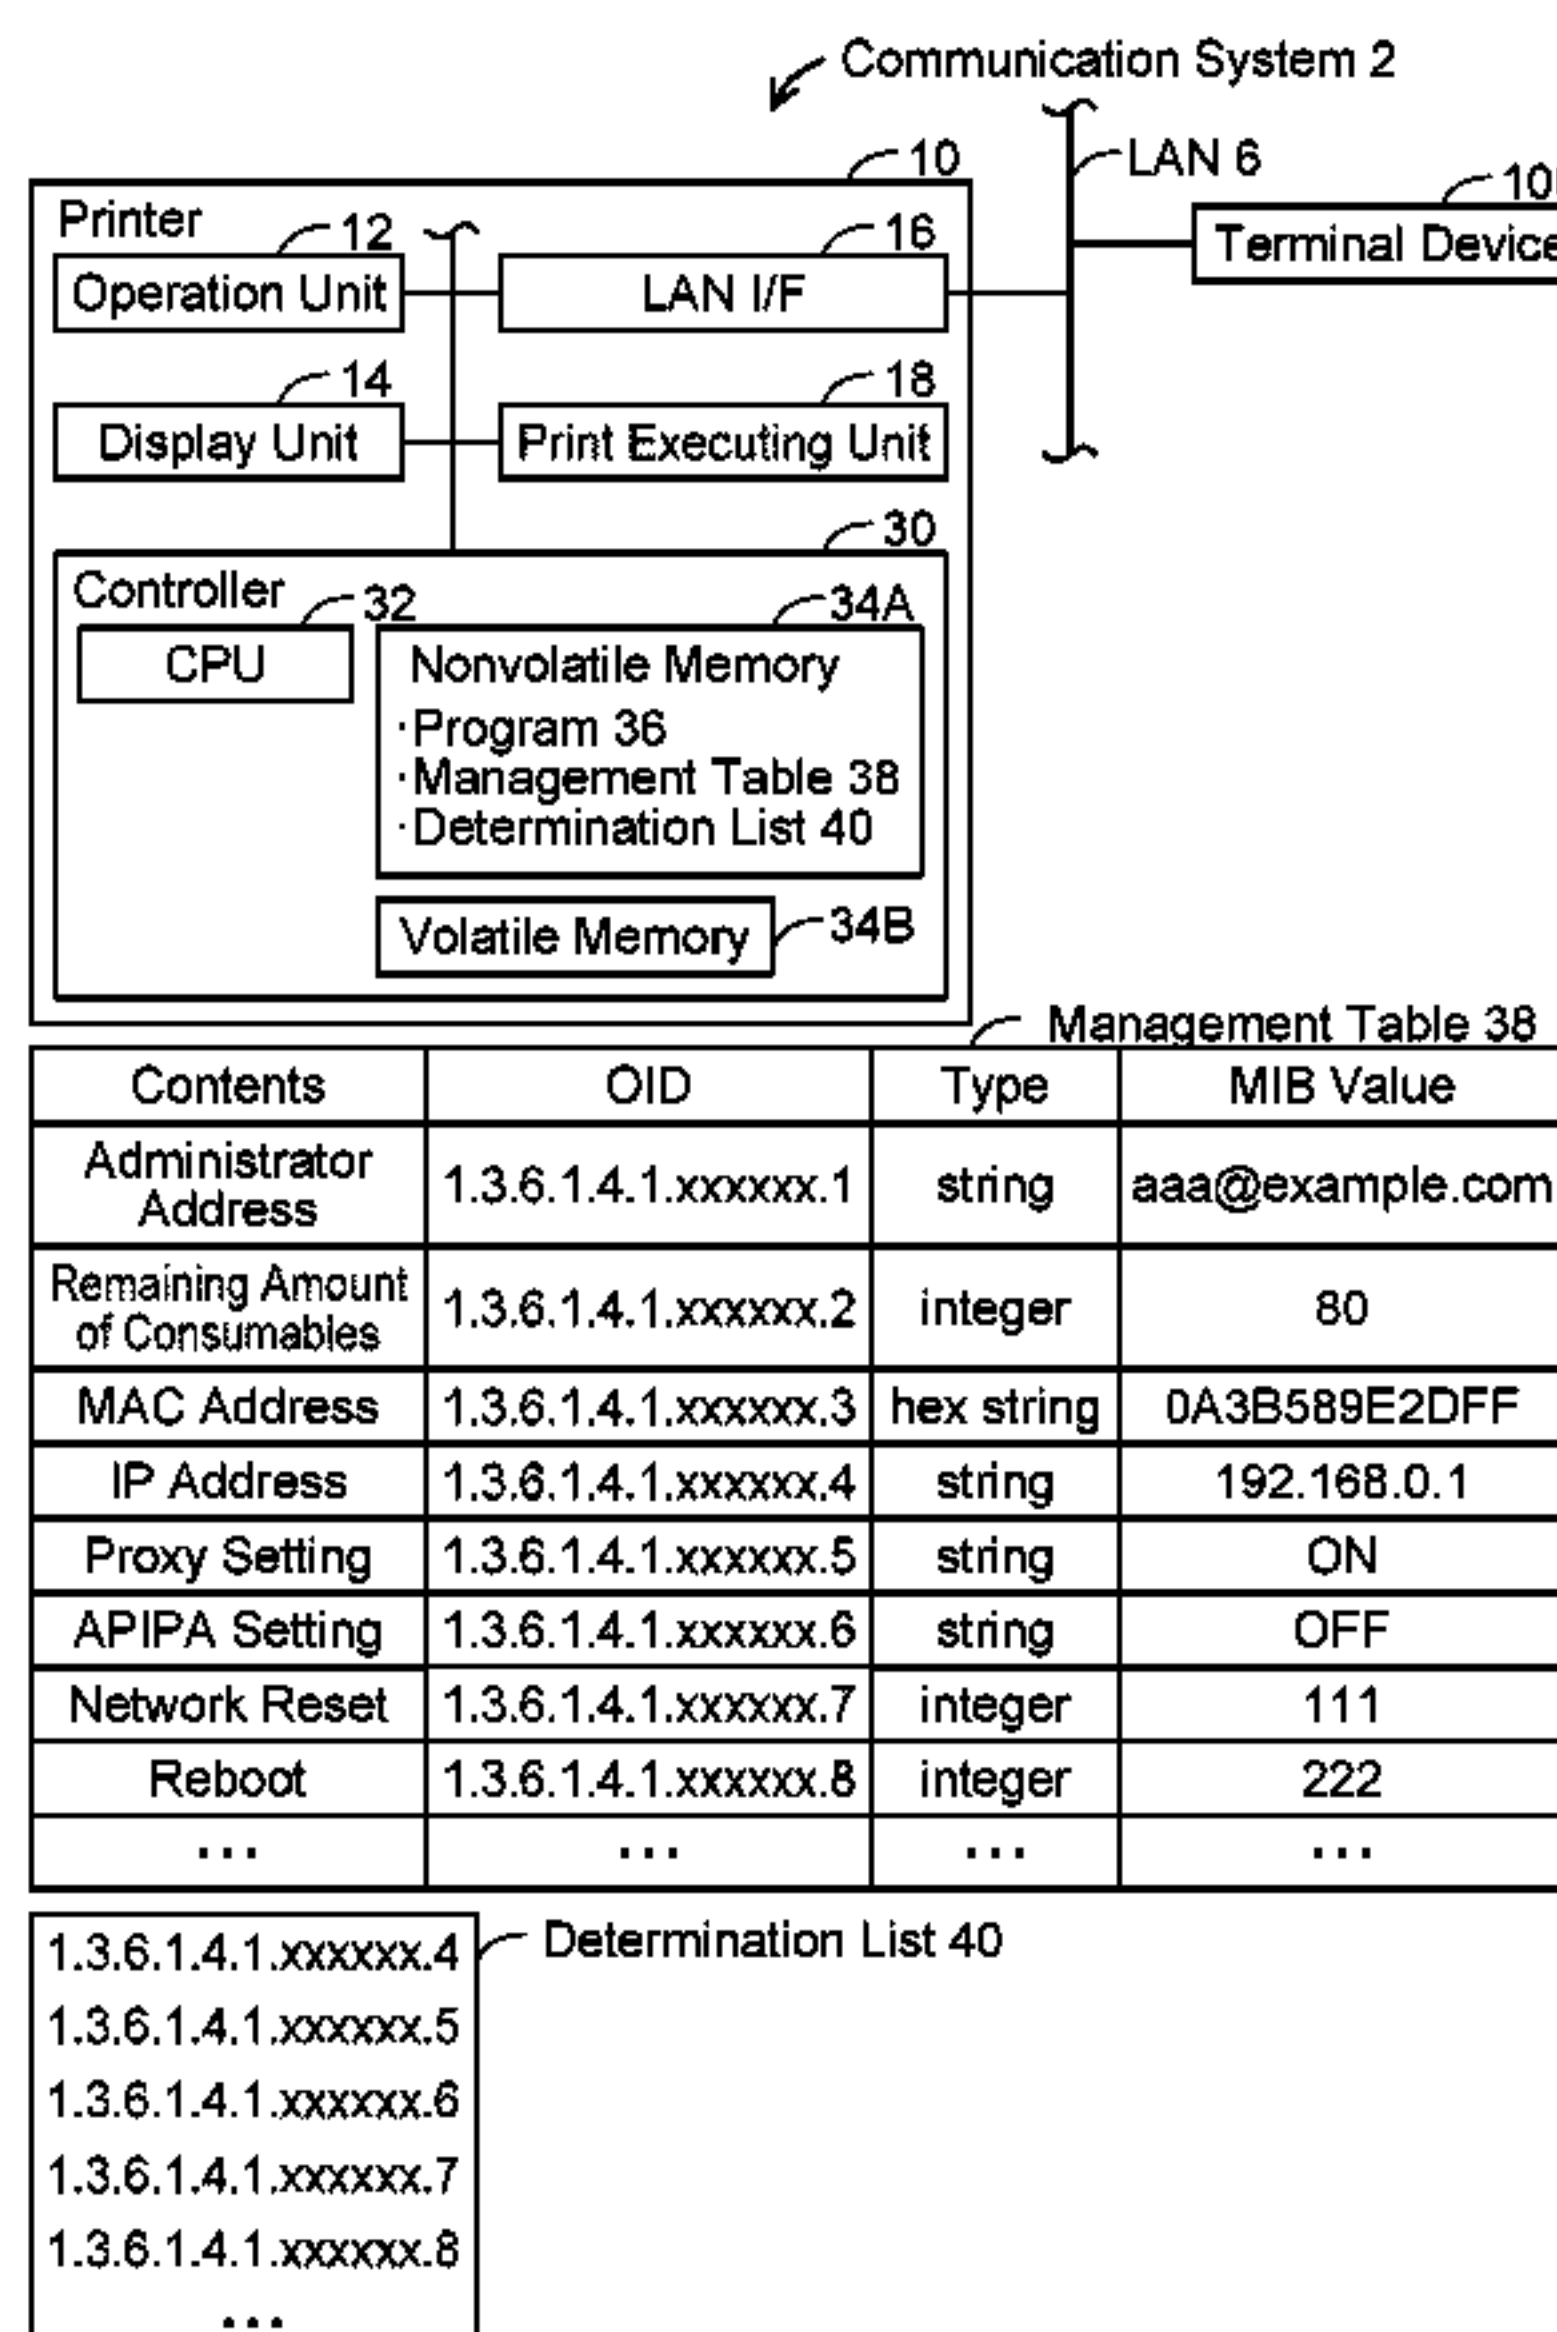 Communication System 2
10
LAN 6
Printer
12
16
Terminal Device
Operation Unit
LAN I/F
14
18
Display Unit
Print Executing Unit
30
Controller
32
34A
CPU
Nonvolatile Memory
·Program 36
·Management Table 38
·Determination List 40
Volatile Memory
34B
Management Table 38
Contents OID Type MIB Value
Administrator Address 1.3.6.1.4.1.xxxxxx.1 string aaa@example.com
Remaining Amount of Consumables 1.3.6.1.4.1.xxxxxx.2 integer 80
MAC Address 1.3.6.1.4.1.xxxxxx.3 hex string 0A3B589E2DFF
IP Address 1.3.6.1.4.1.xxxxxx.4 string 192.168.0.1
Proxy Setting 1.3.6.1.4.1.xxxxxx.5 string ON
APIPA Setting 1.3.6.1.4.1.xxxxxx.6 string OFF
Network Reset 1.3.6.1.4.1.xxxxxx.7 integer 111
Reboot 1.3.6.1.4.1.xxxxxx.8 integer 222
... ... ... ...
Determination List 40
1.3.6.1.4.1.xxxxxx.4
1.3.6.1.4.1.xxxxxx.5
1.3.6.1.4.1.xxxxxx.6
1.3.6.1.4.1.xxxxxx.7
1.3.6.1.4.1.xxxxxx.8
...